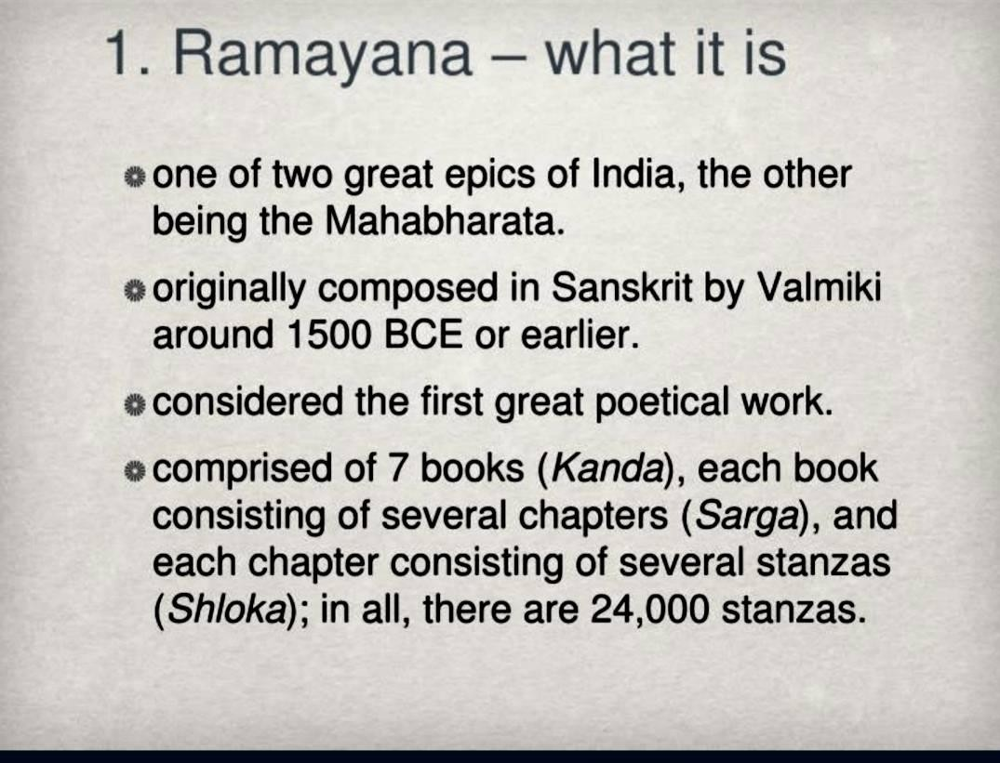 1. Ramayana – what it is
one of two great epics of India, the other
being the Mahabharata.
originally composed in Sanskrit by Valmiki
around 1500 BCE or earlier.
considered the first great poetical work.
comprised of 7 books (Kanda), each book
consisting of several chapters (Sarga), and
each chapter consisting of several stanzas
(Shloka); in all, there are 24,000 stanzas.